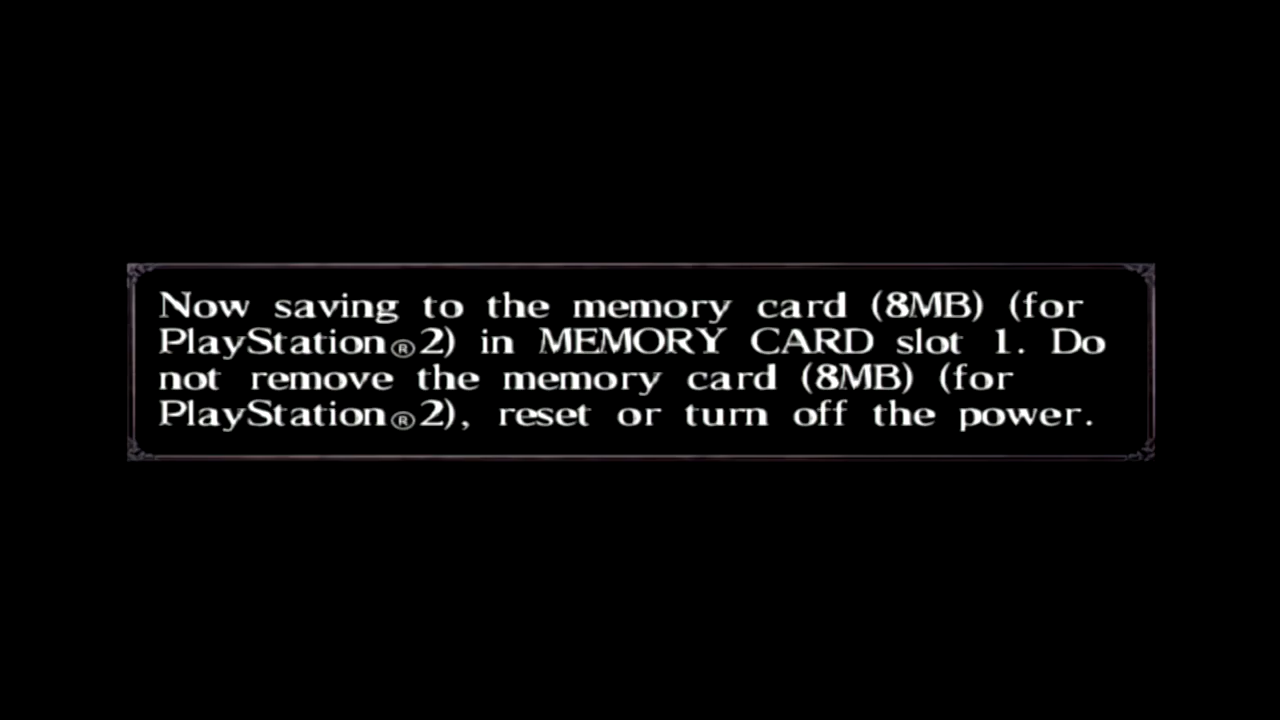 Now saving to the memory card (8MB) (for
PlayStation®2) in MEMORY CARD slot 1. Do
not remove the memory card (8MB) (for
PlayStation®2), reset or turn off the power.